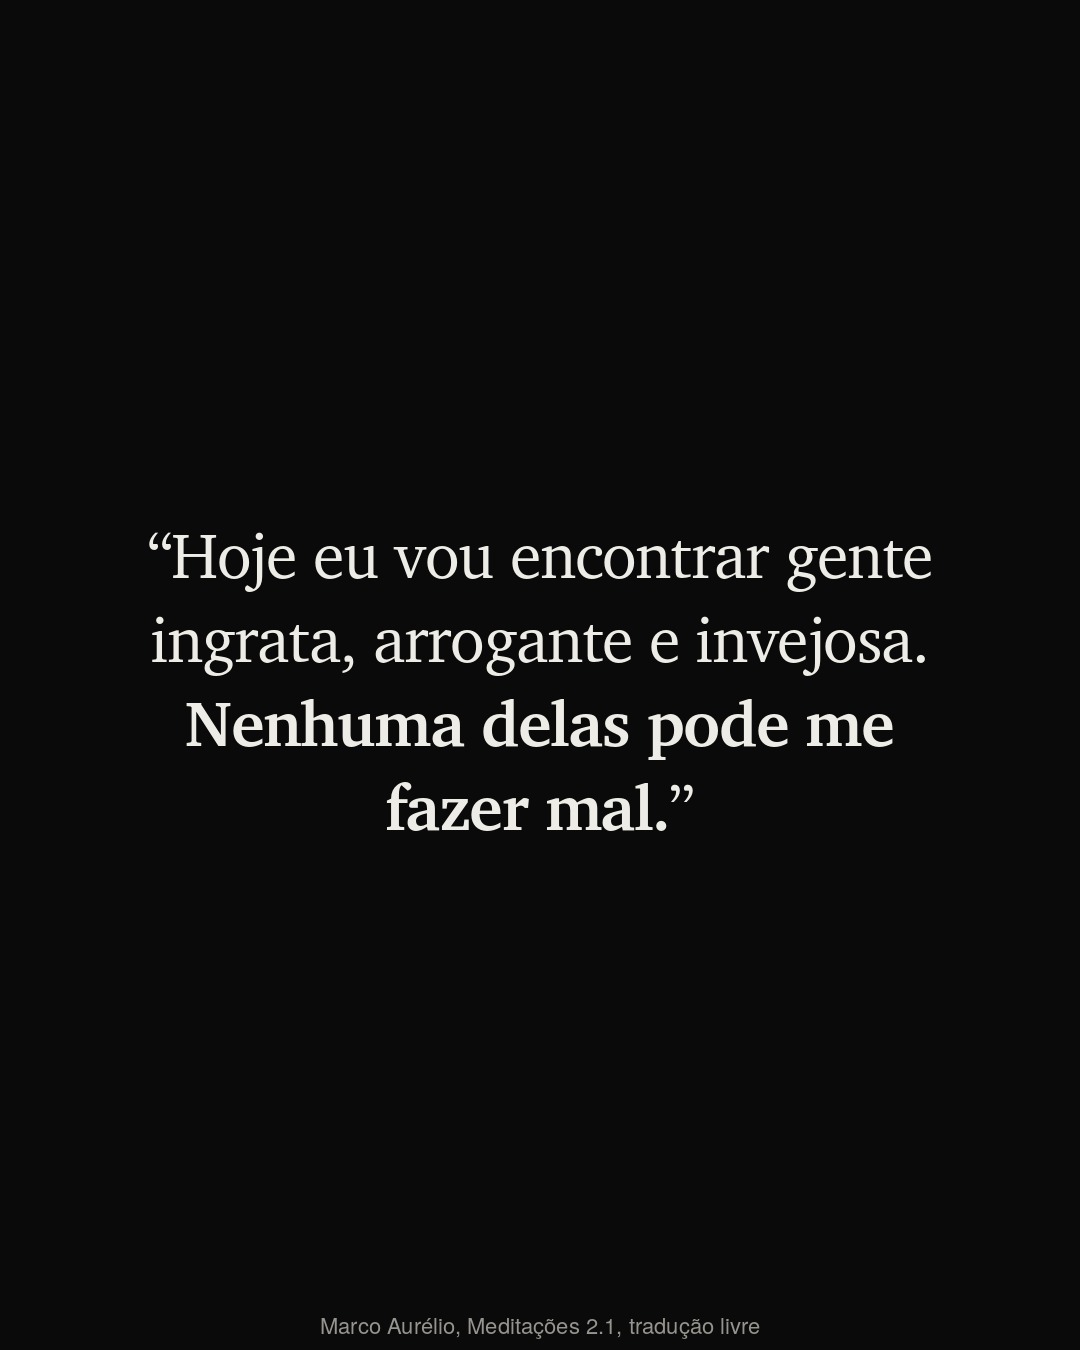 “Hoje eu vou encontrar gente
ingrata, arrogante e invejosa.
Nenhuma delas pode me
fazer mal.”
Marco Aurélio, Meditações 2.1, tradução livre